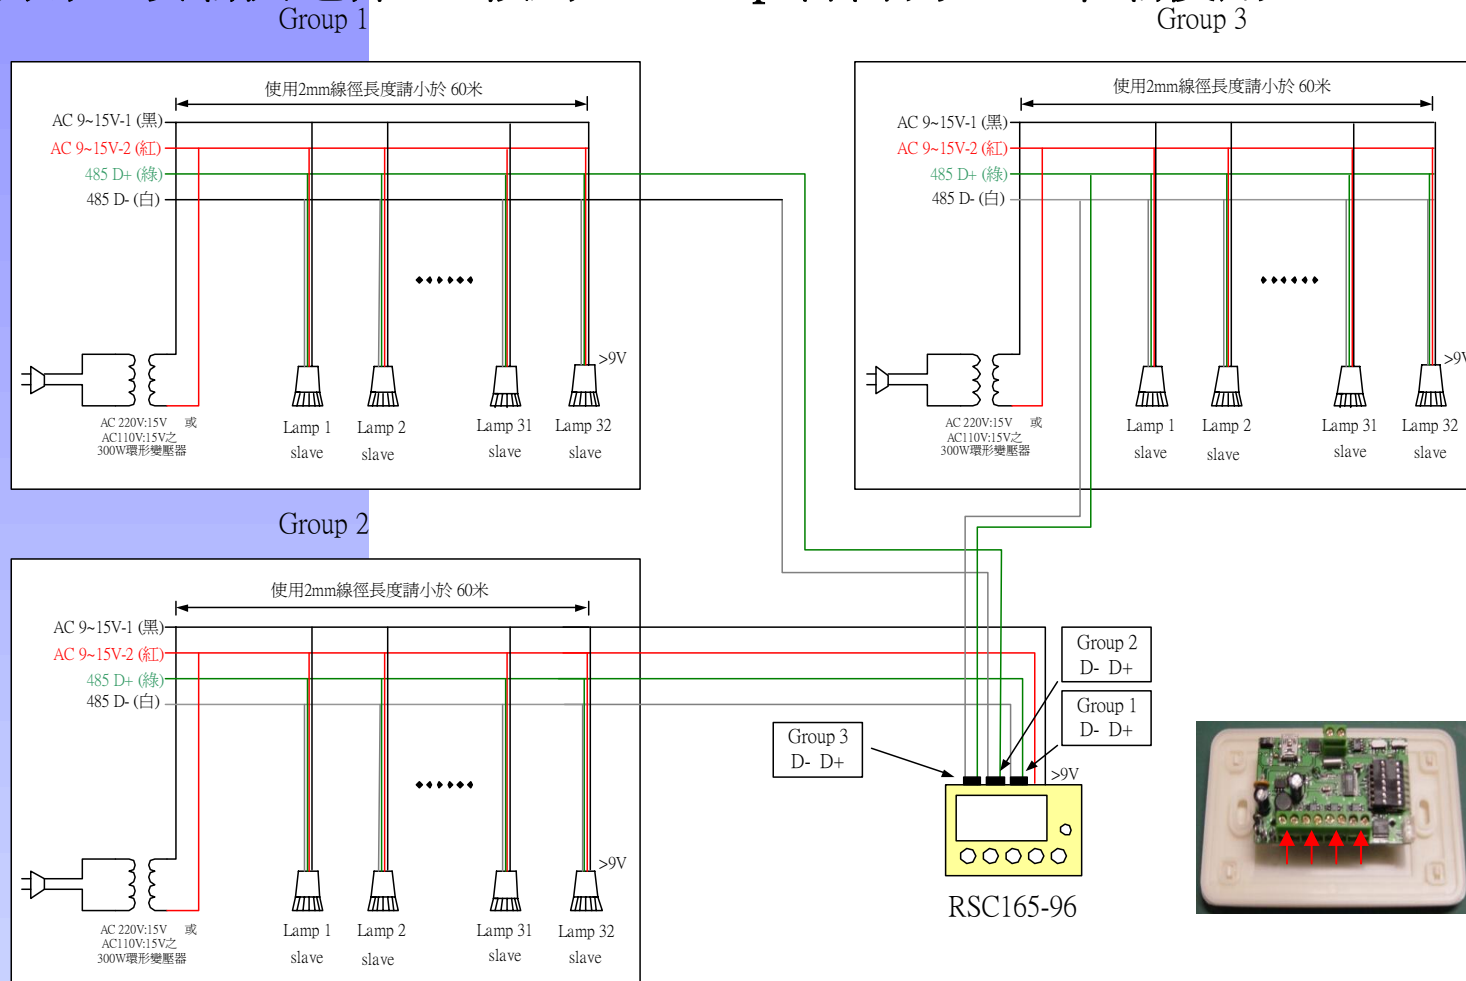 Group 1
使用2mm線徑長度請小於 60米
AC 9~15V-1 (黑)
AC 9~15V-2 (紅)
485 D+ (綠)
485 D- (白)
>9V
AC 220V:15V 或
AC110V:15V之
300W環形變壓器
Lamp 1
slave
Lamp 2
slave
Lamp 31
slave
Lamp 32
slave
Group 3
使用2mm線徑長度請小於 60米
AC 9~15V-1 (黑)
AC 9~15V-2 (紅)
485 D+ (綠)
485 D- (白)
>9V
AC 220V:15V 或
AC110V:15V之
300W環形變壓器
Lamp 1
slave
Lamp 2
slave
Lamp 31
slave
Lamp 32
slave
Group 2
使用2mm線徑長度請小於 60米
AC 9~15V-1 (黑)
AC 9~15V-2 (紅)
485 D+ (綠)
485 D- (白)
>9V
AC 220V:15V 或
AC110V:15V之
300W環形變壓器
Lamp 1
slave
Lamp 2
slave
Lamp 31
slave
Lamp 32
slave
Group 2
D- D+
Group 1
D- D+
Group 3
D- D+
>9V
RSC165-96